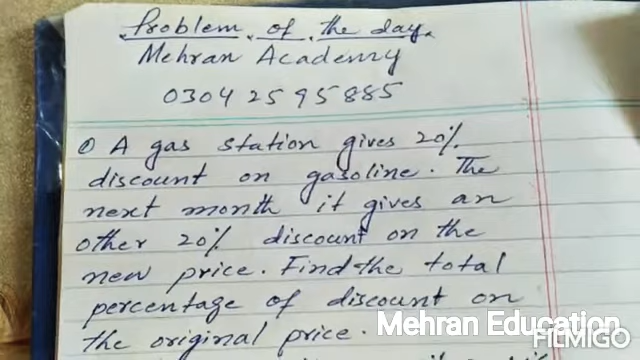 Problem of the day.
Mehran Academy
0304 2595885
A gas station gives 20%
discount on gasoline. The
next month it gives an
other 20% discount on the
new price. Find the total
percentage of discount on
the original price.
Mehran Education
FILMIGO